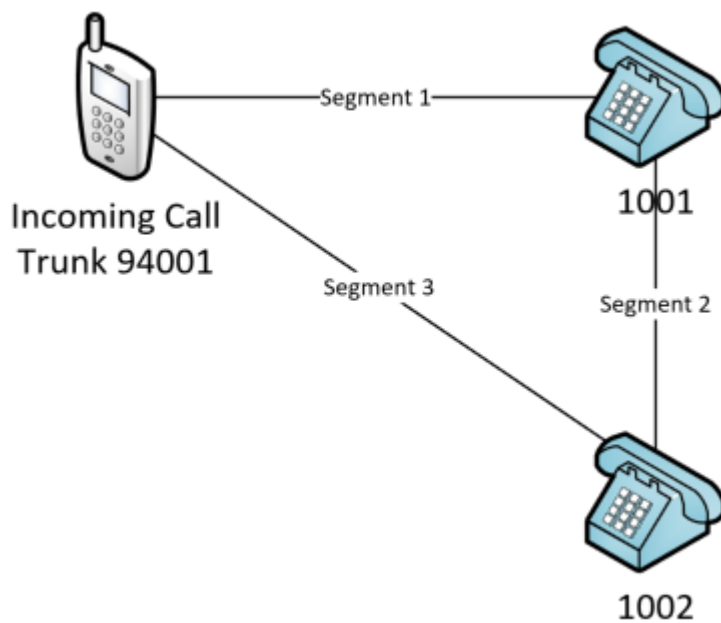 Segment 1
Incoming Call
Trunk 94001
1001
Segment 3
Segment 2
1002